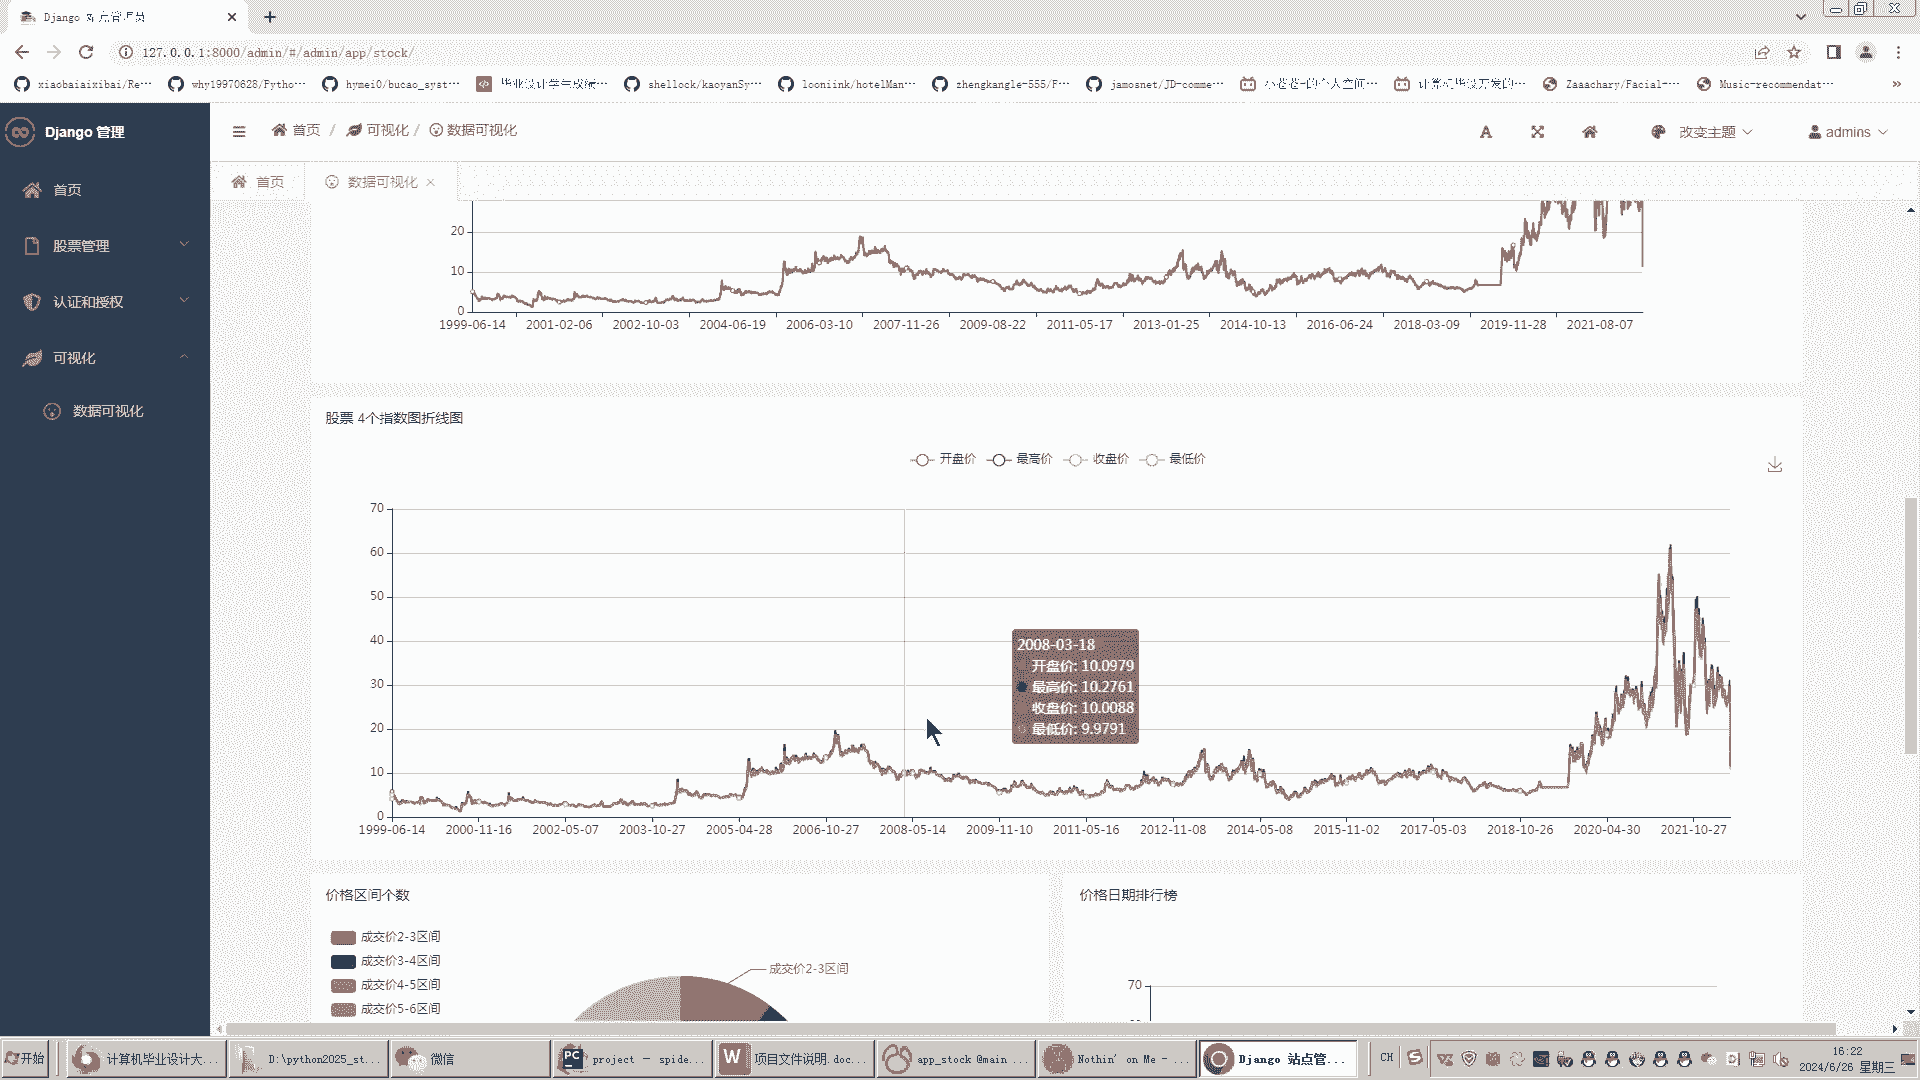 Django 站点管理员
127.0.0.1:8000/admin/#/admin/app/stock/
xiaobaiaixibai/Re…
why19970628/Pytho…
hymei0/bucao_syst…
毕业设计学生成绩…
shellock/kaoyanSy…
looniink/hotelMan…
zhengkangle-555/F…
jamosnet/JD-comme…
计算机毕设开发的…
Zaaachary/Facial-…
Music-recommendat…
Django 管理
首页 / 可视化 / 数据可视化
A
改变主题
admins
首页
数据可视化
首页
股票管理
认证和授权
可视化
数据可视化
20
10
0
1999-06-14 2001-02-06 2002-10-03 2004-06-19 2006-03-10 2007-11-26 2009-08-22 2011-05-17 2013-01-25 2014-10-13 2016-06-24 2018-03-09 2019-11-28 2021-08-07
股票 4个指数图折线图
开盘价 最高价 收盘价 最低价
70
60
50
40
30
20
10
0
2008-03-18
开盘价: 10.0979
最高价: 10.2761
收盘价: 10.0088
最低价: 9.9791
1999-06-14 2000-11-16 2002-05-07 2003-10-27 2005-04-28 2006-10-27 2008-05-14 2009-11-10 2011-05-16 2012-11-08 2014-05-08 2015-11-02 2017-05-03 2018-10-26 2020-04-30 2021-10-27
价格区间个数
成交价2-3区间
成交价3-4区间
成交价4-5区间
成交价5-6区间
成交价2-3区间
价格日期排行榜
70
开始
计算机毕业设计大...
D:\python2025_st...
微信
project – spide...
项目文件说明.doc...
app_stock @main ...
Nothin' on Me - ...
Django 站点管...
CH
16:22
2024/6/26 星期三